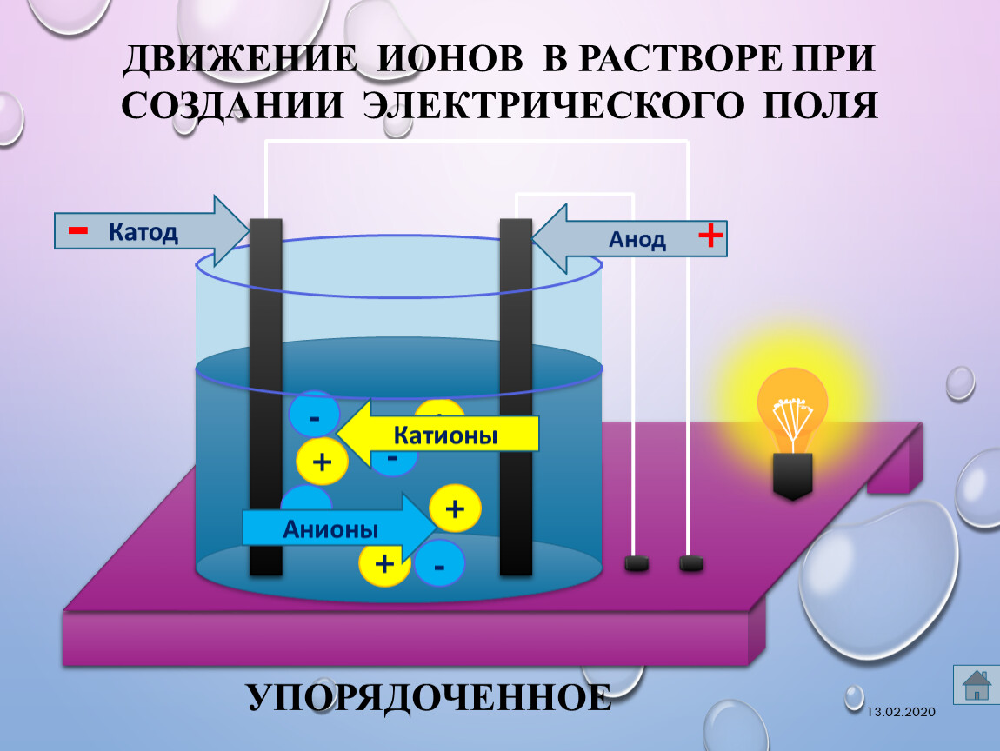 ДВИЖЕНИЕ ИОНОВ В РАСТВОРЕ ПРИ
СОЗДАНИИ ЭЛЕКТРИЧЕСКОГО ПОЛЯ
- Катод
Анод +
-
+
Катионы
-
+
+
Анионы
+
-
УПОРЯДОЧЕННОЕ
13.02.2020